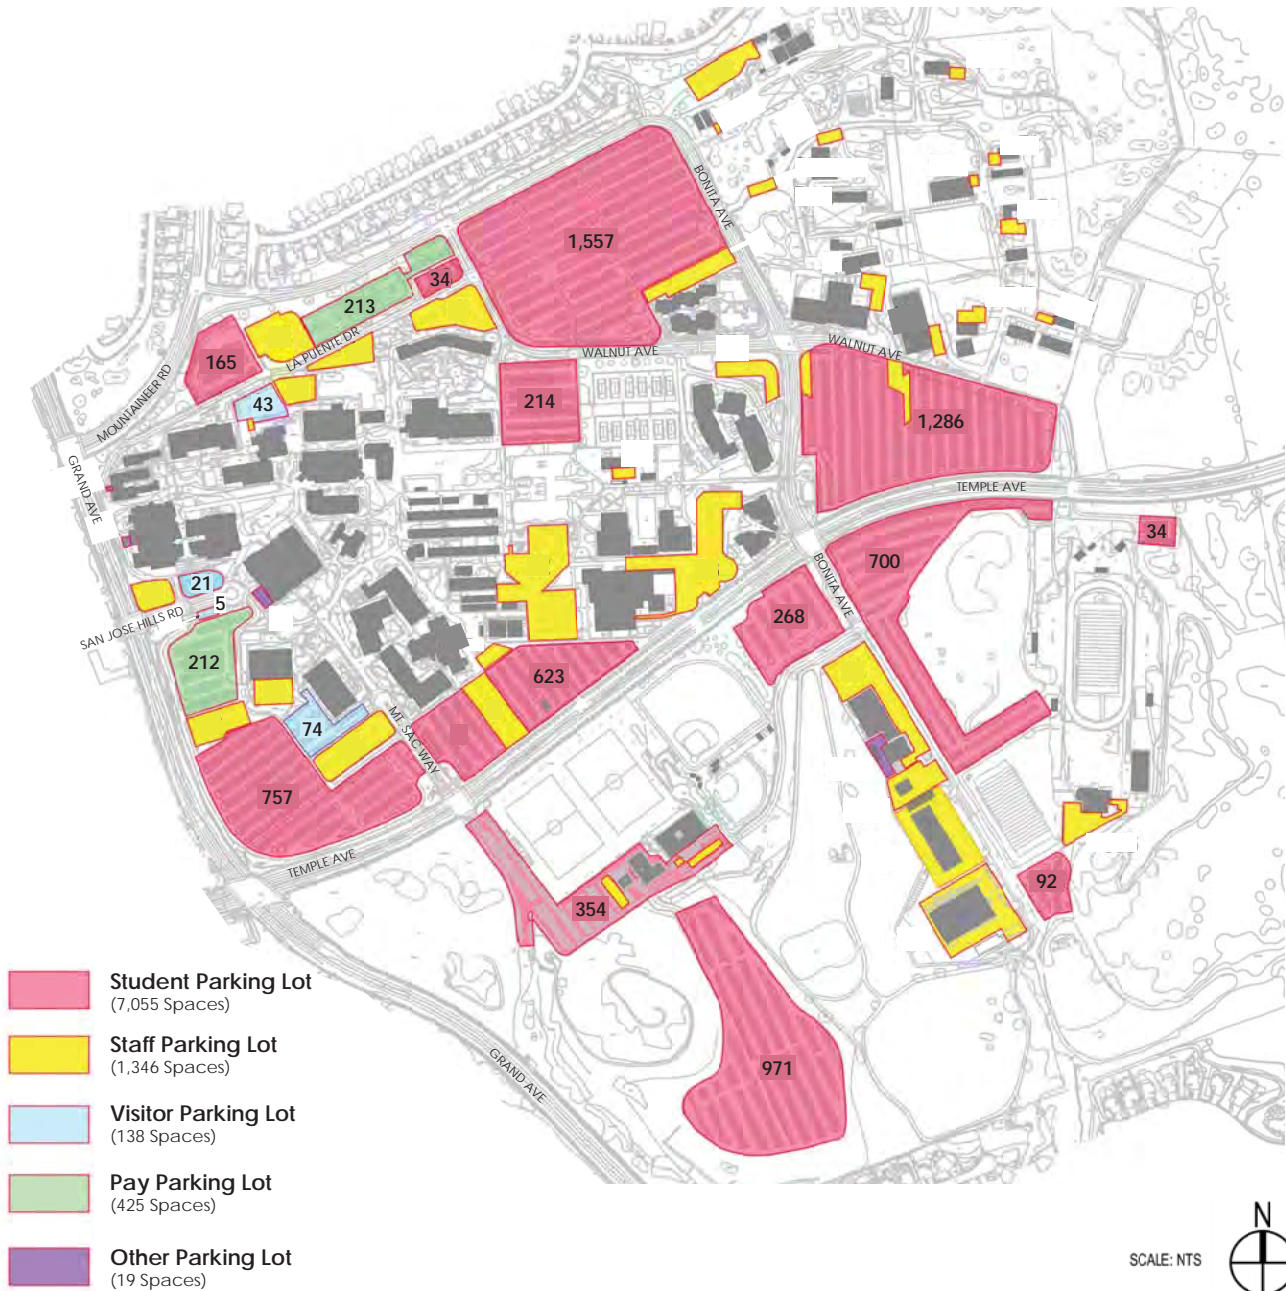 BONITA AVE
1,557
34
213
LA PUENTE DR
165
WALNUT AVE
WALNUT AVE
MOUNTAINEER RD
43
214
1,286
GRAND AVE
TEMPLE AVE
34
700
BONITA AVE
21
5
SAN JOSE HILLS RD
268
212
623
MT. SAC WAY
74
757
TEMPLE AVE
92
354
971
GRAND AVE
Student Parking Lot
(7,055 Spaces)
Staff Parking Lot
(1,346 Spaces)
Visitor Parking Lot
(138 Spaces)
Pay Parking Lot
(425 Spaces)
Other Parking Lot
(19 Spaces)
N
SCALE: NTS